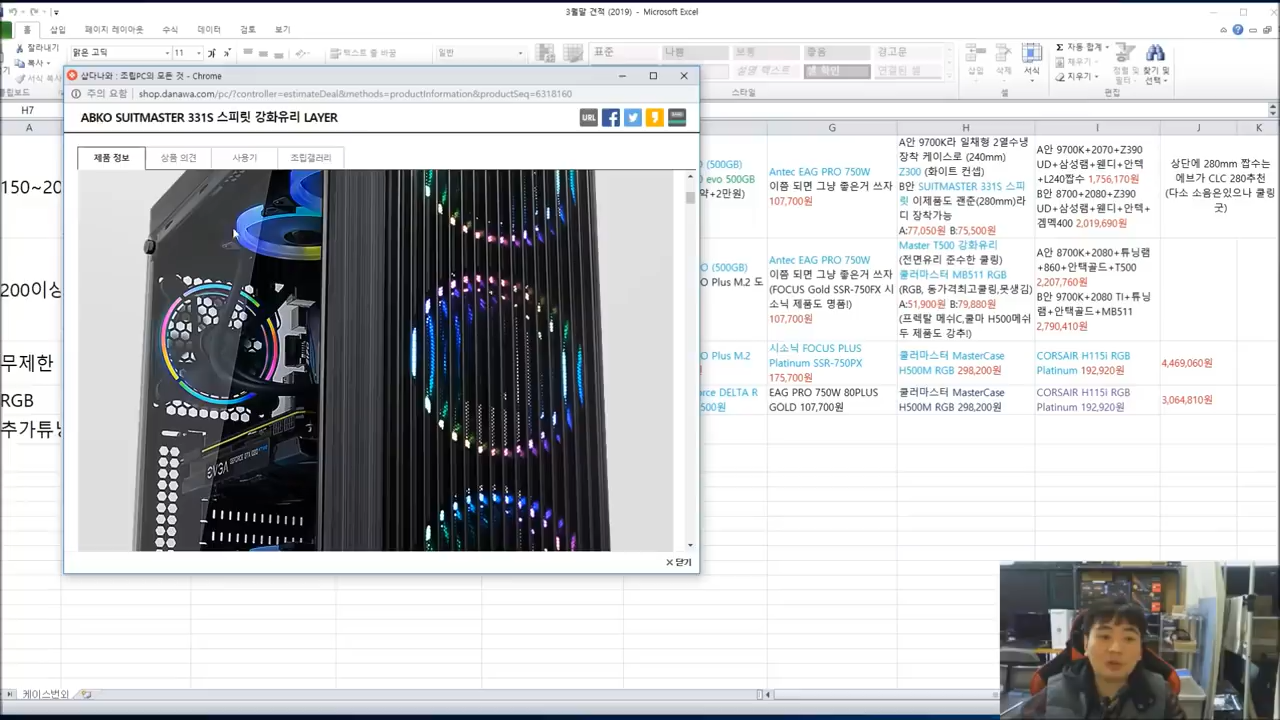 3월말 견적 (2019) - Microsoft Excel
홈 삽입 페이지 레이아웃 수식 데이터 검토 보기
잘라내기
복사
서식 복사
맑은 고딕 11
텍스트 줄 바꿈
일반
표준 나쁨 보통 좋음 경고문
설명 텍스트 셀 확인 연결된 셀
스타일
삽입 삭제 서식
셀
자동 합계
채우기
지우기
정렬 및 필터
찾기 및 선택
편집
H7
샵다나와 : 조립PC의 모든 것 - Chrome
주의 요함 shop.danawa.com/pc/?controller=estimateDeal&methods=productInformation&productSeq=6318160
ABKO SUITMASTER 331S 스피릿 강화유리 LAYER
URL
제품 정보 상품 의견 사용기 조립갤러리
EVGA GEFORCE GTX
닫기
A G H I J K
150~20
(500GB)
evo 500GB
약+2만원)
Antec EAG PRO 750W
이쯤 되면 그냥 좋은거 쓰자
107,700원
A안 9700K라 일체형 2열수냉
장착 케이스로 (240mm)
Z300 (화이트 컨셉)
B안 SUITMASTER 331S 스피
릿 이제품도 괜준(280mm)라
디 장착가능
A:77,050원 B:75,500원
A안 9700K+2070+Z390
UD+삼성램+웬디+안텍
+L240짭수 1,756,170원
B안 8700+2080+Z390
UD+삼성램+웬디+안텍+
겜멕400 2,019,690원
상단에 280mm 짭수는
에브가 CLC 280추천
(다소 소음은있으나 쿨링
굿)
200이상
(500GB)
Plus M.2 도
Antec EAG PRO 750W
이쯤 되면 그냥 좋은거 쓰자
(FOCUS Gold SSR-750FX 시
소닉 제품도 명품!)
107,700원
Master T500 강화유리
(전면유리 준수한 쿨링)
쿨러마스터 MB511 RGB
(RGB, 동가격최고쿨링,못생김)
A:51,900원 B:79,880원
(프렉탈 메쉬C,쿨마 H500메쉬
두 제품도 강추!)
A안 8700K+2080+튜닝램
+860+안택골드+T500
2,207,760원
B안 9700K+2080 TI+튜닝
램+안택골드+MB511
2,790,410원
무제한
Plus M.2
시소닉 FOCUS PLUS
Platinum SSR-750PX
175,700원
쿨러마스터 MasterCase
H500M RGB 298,200원
CORSAIR H115I RGB
Platinum 192,920원
4,469,060원
RGB
DELTA R
500원
EAG PRO 750W 80PLUS
GOLD 107,700원
쿨러마스터 MasterCase
H500M RGB 298,200원
CORSAIR H115I RGB
Platinum 192,920원
3,064,810원
추가튜닝
케이스번외